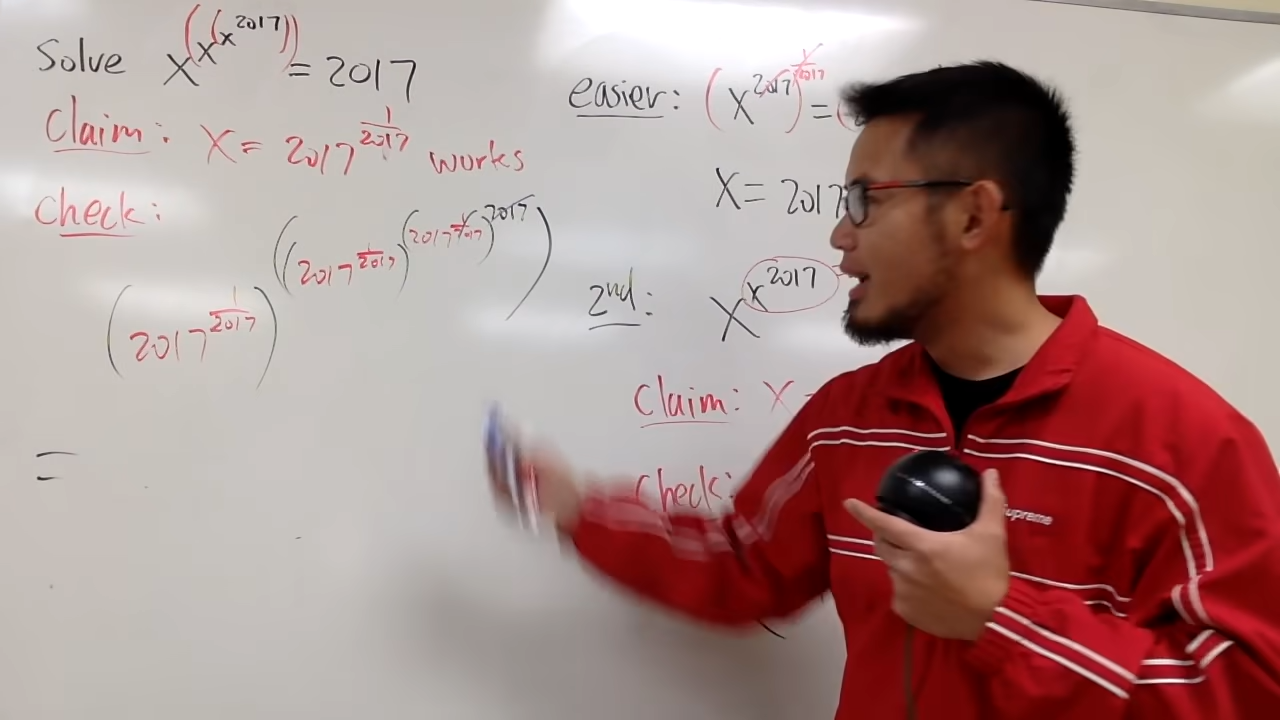 Solve x^(x^(x^2017)) = 2017
Claim: x = 2017^(1/2017) works
Check:
(2017^(1/2017))^((2017^(1/2017))^(2017^(1/2017))^2017)
=
easier: (x^2017)^(1/2017) = (
x = 2017
2nd: x^x^2017
Claim: x
Check:
Supreme